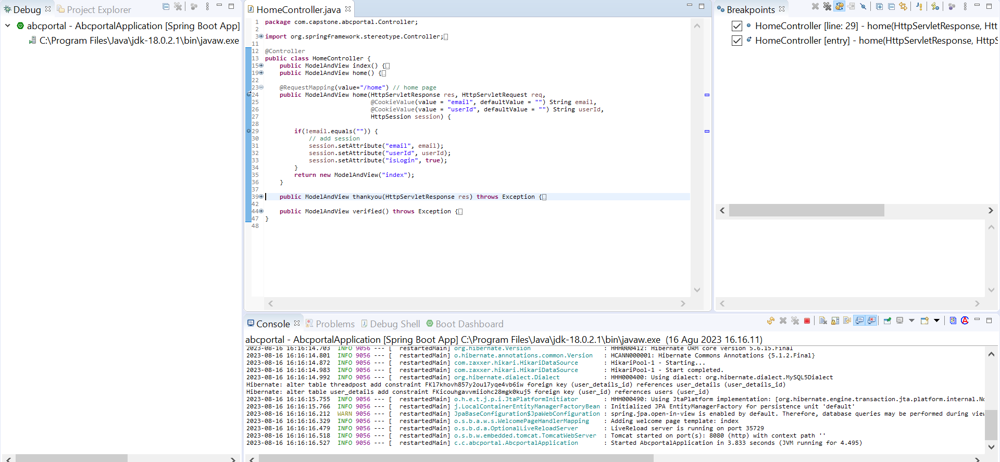 Debug
Project Explorer
abcportal - AbcportalApplication [Spring Boot App]
C:\Program Files\Java\jdk-18.0.2.1\bin\javaw.exe
HomeController.java
1 package com.capstone.abcportal.Controller;
2
3 import org.springframework.stereotype.Controller;
11
12 @Controller
13 public class HomeController {
15 public ModelAndView index() {
19 public ModelAndView home() {
22
23 @RequestMapping(value="/home") // home page
24 public ModelAndView home(HttpServletResponse res, HttpServletRequest req,
25 @CookieValue(value = "email", defaultValue = "") String email,
26 @CookieValue(value = "userId", defaultValue = "") String userId,
27 HttpSession session) {
28
29 if(!email.equals("")) {
30 // add session
31 session.setAttribute("email", email);
32 session.setAttribute("userId", userId);
33 session.setAttribute("isLogin", true);
34 }
35 return new ModelAndView("index");
36 }
37
39 public ModelAndView thankyou(HttpServletResponse res) throws Exception {
42
44 public ModelAndView verified() throws Exception {
47 }
48
Breakpoints
HomeController [line: 29] - home(HttpServletResponse, Htt
HomeController [entry] - home(HttpServletResponse, HttpS
Console
Problems
Debug Shell
Boot Dashboard
abcportal - AbcportalApplication [Spring Boot App] C:\Program Files\Java\jdk-18.0.2.1\bin\javaw.exe (16 Agu 2023 16.16.11)
2023-08-16 16:16:14.703 INFO 9056 --- [ restartedMain] org.hibernate.Version : HHH000412: Hibernate ORM core version 5.6.15.Final
2023-08-16 16:16:14.801 INFO 9056 --- [ restartedMain] o.hibernate.annotations.common.Version : HCANN000001: Hibernate Commons Annotations {5.1.2.Final}
2023-08-16 16:16:14.872 INFO 9056 --- [ restartedMain] com.zaxxer.hikari.HikariDataSource : HikariPool-1 - Starting...
2023-08-16 16:16:14.983 INFO 9056 --- [ restartedMain] com.zaxxer.hikari.HikariDataSource : HikariPool-1 - Start completed.
2023-08-16 16:16:14.992 INFO 9056 --- [ restartedMain] org.hibernate.dialect.Dialect : HHH000400: Using dialect: org.hibernate.dialect.MySQL5Dialect
Hibernate: alter table threadpost add constraint FKl7khovh857y2ou17yqe4vb6iw foreign key (user_details_id) references user_details (user_details_id)
Hibernate: alter table user_details add constraint FKicouhgavvmiiohc28mgk0kuj5 foreign key (user_id) references users (user_id)
2023-08-16 16:16:15.755 INFO 9056 --- [ restartedMain] o.h.e.t.j.p.i.JtaPlatformInitiator : HHH000490: Using JtaPlatform implementation: [org.hibernate.engine.transaction.jta.platform.internal.No
2023-08-16 16:16:15.766 INFO 9056 --- [ restartedMain] j.LocalContainerEntityManagerFactoryBean : Initialized JPA EntityManagerFactory for persistence unit 'default'
2023-08-16 16:16:16.212 WARN 9056 --- [ restartedMain] JpaBaseConfiguration$JpaWebConfiguration : spring.jpa.open-in-view is enabled by default. Therefore, database queries may be performed during view
2023-08-16 16:16:16.329 INFO 9056 --- [ restartedMain] o.s.b.a.w.s.WelcomePageHandlerMapping : Adding welcome page template: index
2023-08-16 16:16:16.479 INFO 9056 --- [ restartedMain] o.s.b.d.a.OptionalLiveReloadServer : LiveReload server is running on port 35729
2023-08-16 16:16:16.518 INFO 9056 --- [ restartedMain] o.s.b.w.embedded.tomcat.TomcatWebServer : Tomcat started on port(s): 8080 (http) with context path ''
2023-08-16 16:16:16.527 INFO 9056 --- [ restartedMain] c.c.abcportal.AbcportalApplication : Started AbcportalApplication in 3.833 seconds (JVM running for 4.495)